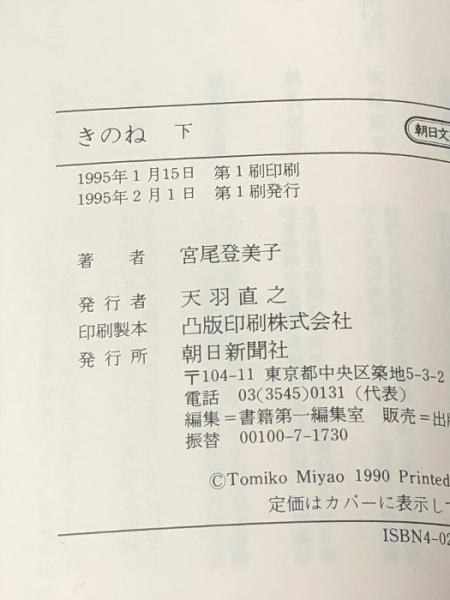 きのね 下
朝日文
1995年1月15日 第1刷印刷
1995年2月1日 第1刷発行
著者 宮尾登美子
発行者 天羽直之
印刷製本 凸版印刷株式会社
発行所 朝日新聞社
〒104-11 東京都中央区築地5-3-2
電話 03(3545)0131(代表)
編集＝書籍第一編集室 販売＝出版
振替 00100-7-1730
©Tomiko Miyao 1990 Printed
定価はカバーに表示して
ISBN4-02